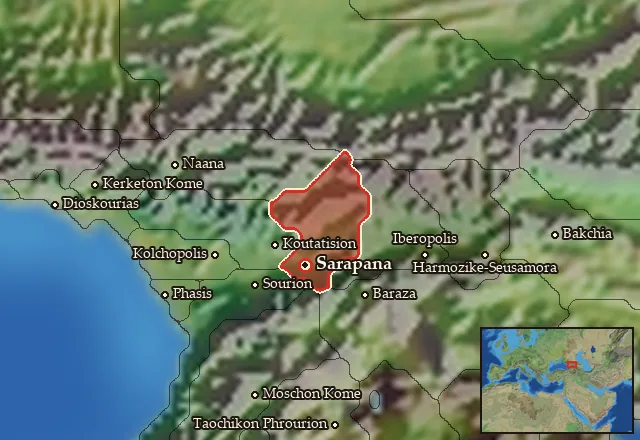 Naana
Kerketon Kome
Dioskourias
Koutatision
Iberopolis
Bakchia
Kolchopolis
Sarapana
Harmozike-Seusamora
Sourion
Phasis
Baraza
Moschon Kome
Taochikon Phrourion